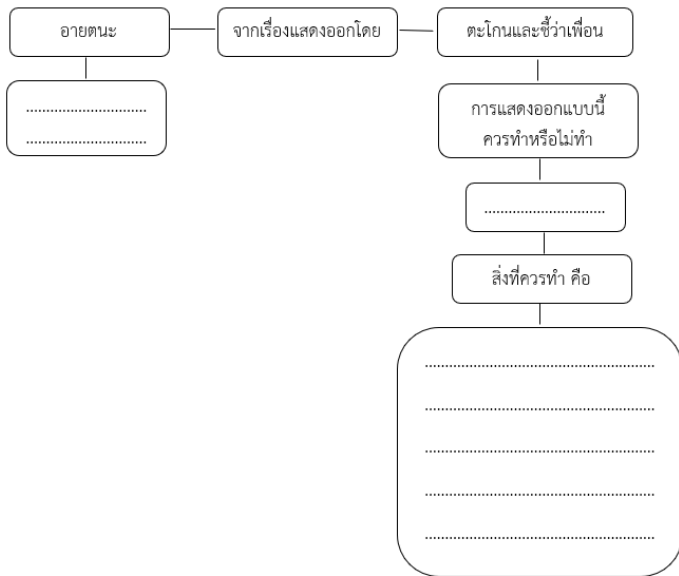 อายตนะ
จากเรื่องแสดงออกโดย
ตะโกนและชี้ว่าเพื่อน
...............................
...............................
การแสดงออกแบบนี้
ควรทำหรือไม่ทำ
...............................
สิ่งที่ควรทำ คือ
...........................................................
...........................................................
...........................................................
...........................................................
...........................................................